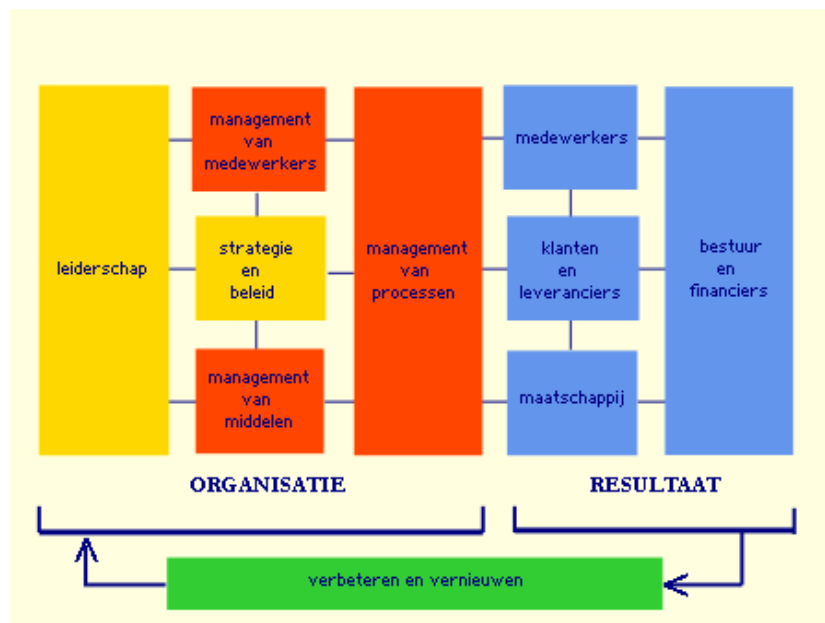 leiderschap
management
van
medewerkers
strategie
en
beleid
management
van
middelen
management
van
processen
medewerkers
klanten
en
leveranciers
maatschappij
bestuur
en
financiers
ORGANISATIE
RESULTAAT
verbeteren en vernieuwen